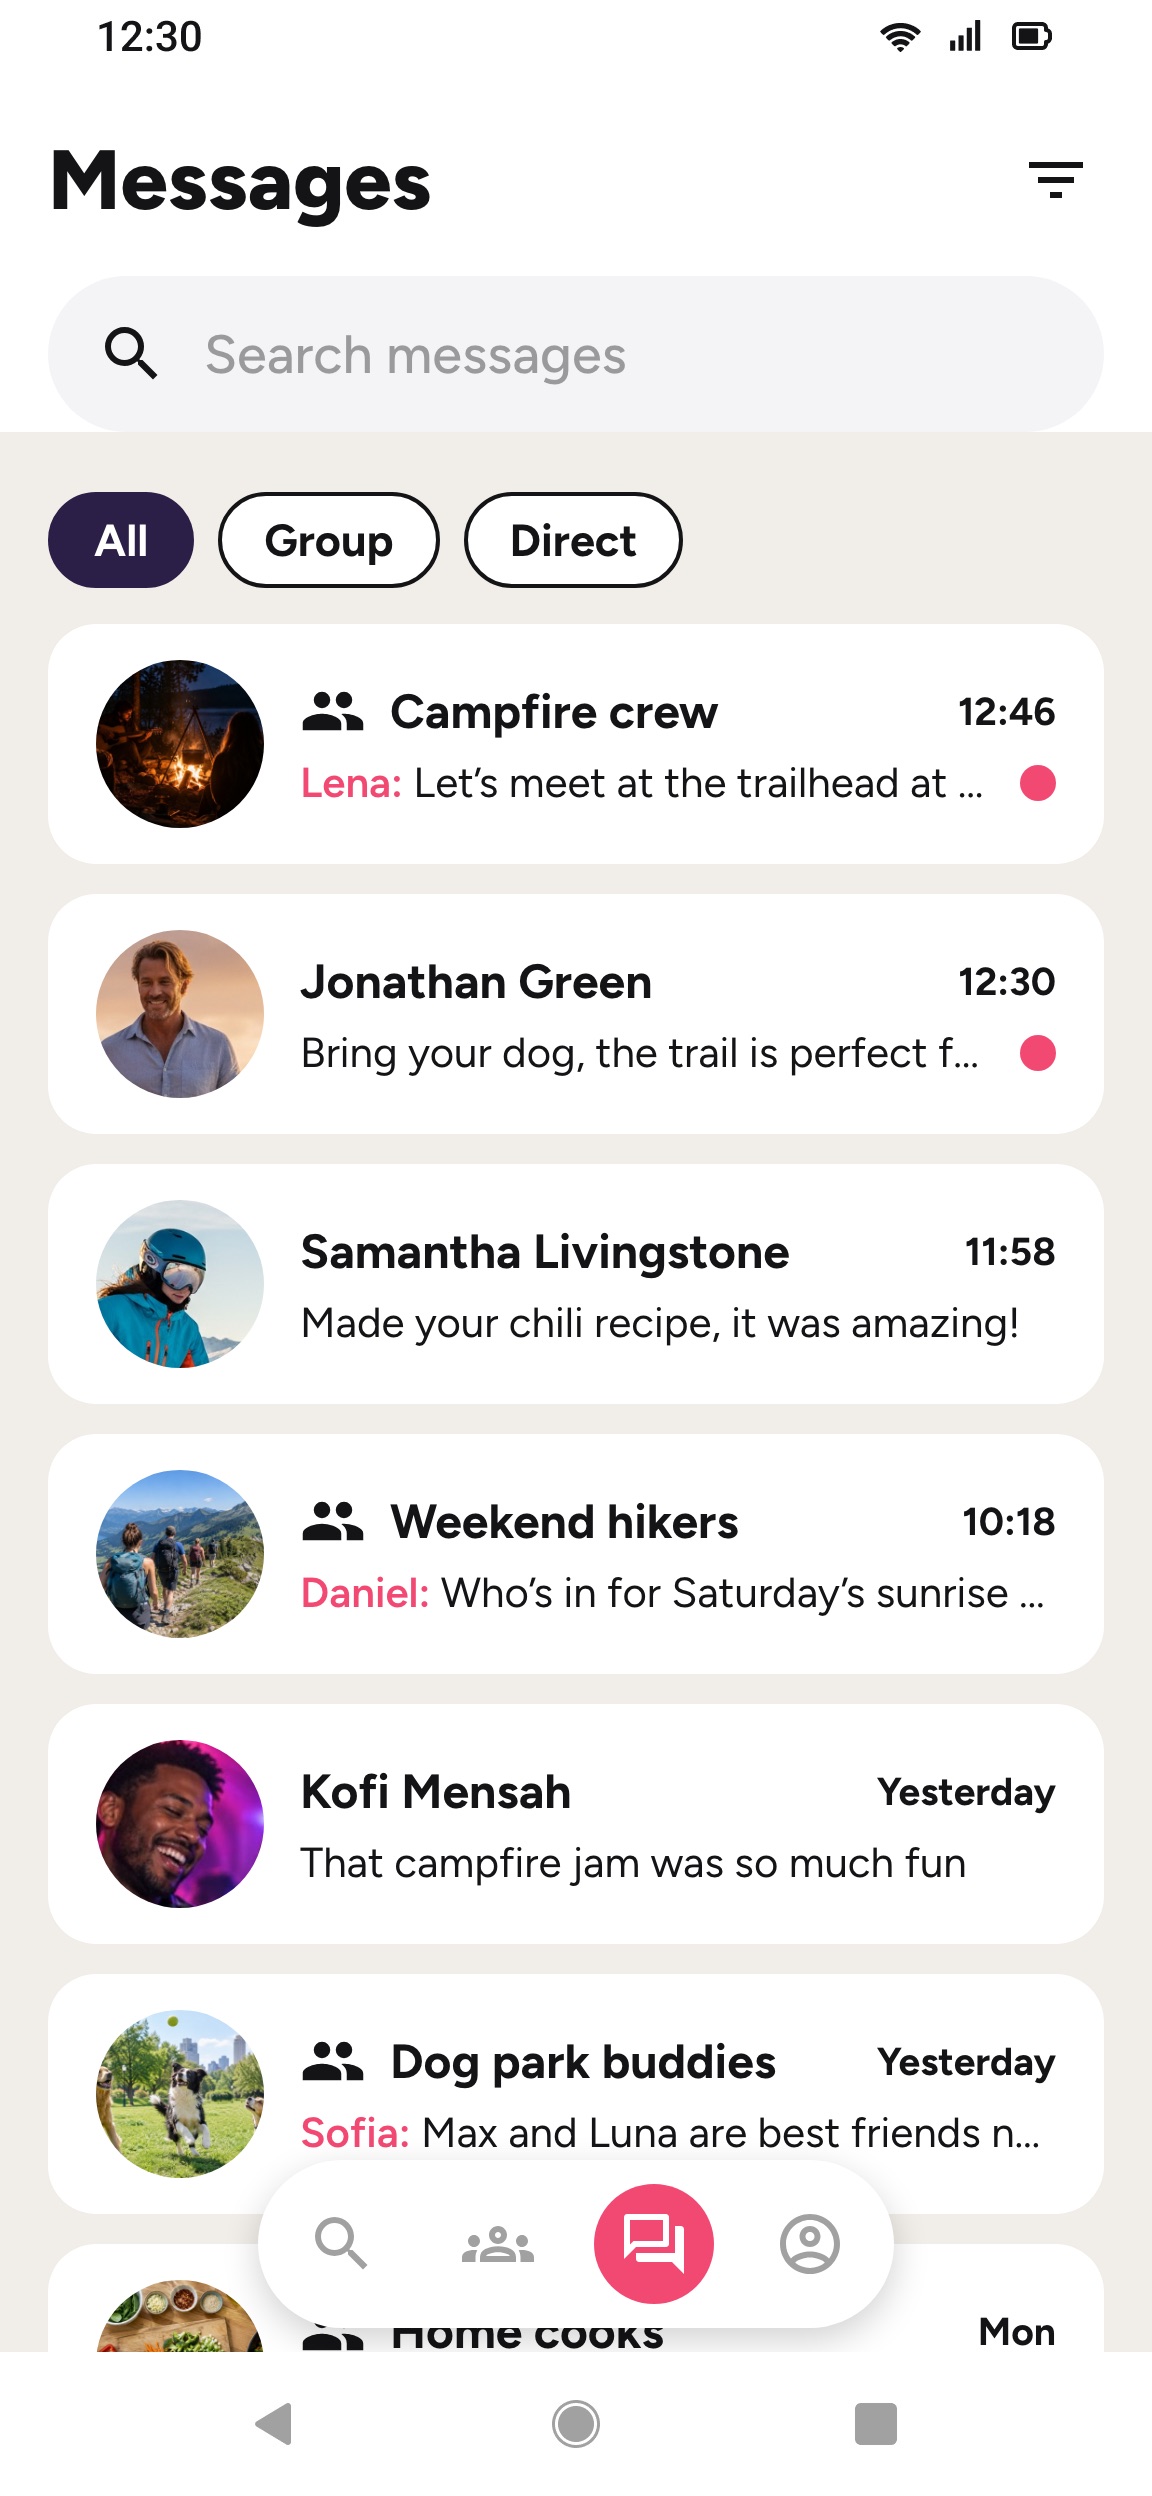 12:30
Messages
Search messages
All Group Direct
Campfire crew 12:46
Lena: Let’s meet at the trailhead at ...
Jonathan Green 12:30
Bring your dog, the trail is perfect f...
Samantha Livingstone 11:58
Made your chili recipe, it was amazing!
Weekend hikers 10:18
Daniel: Who’s in for Saturday’s sunrise ...
Kofi Mensah Yesterday
That campfire jam was so much fun
Dog park buddies Yesterday
Sofia: Max and Luna are best friends n...
Home cooks Mon